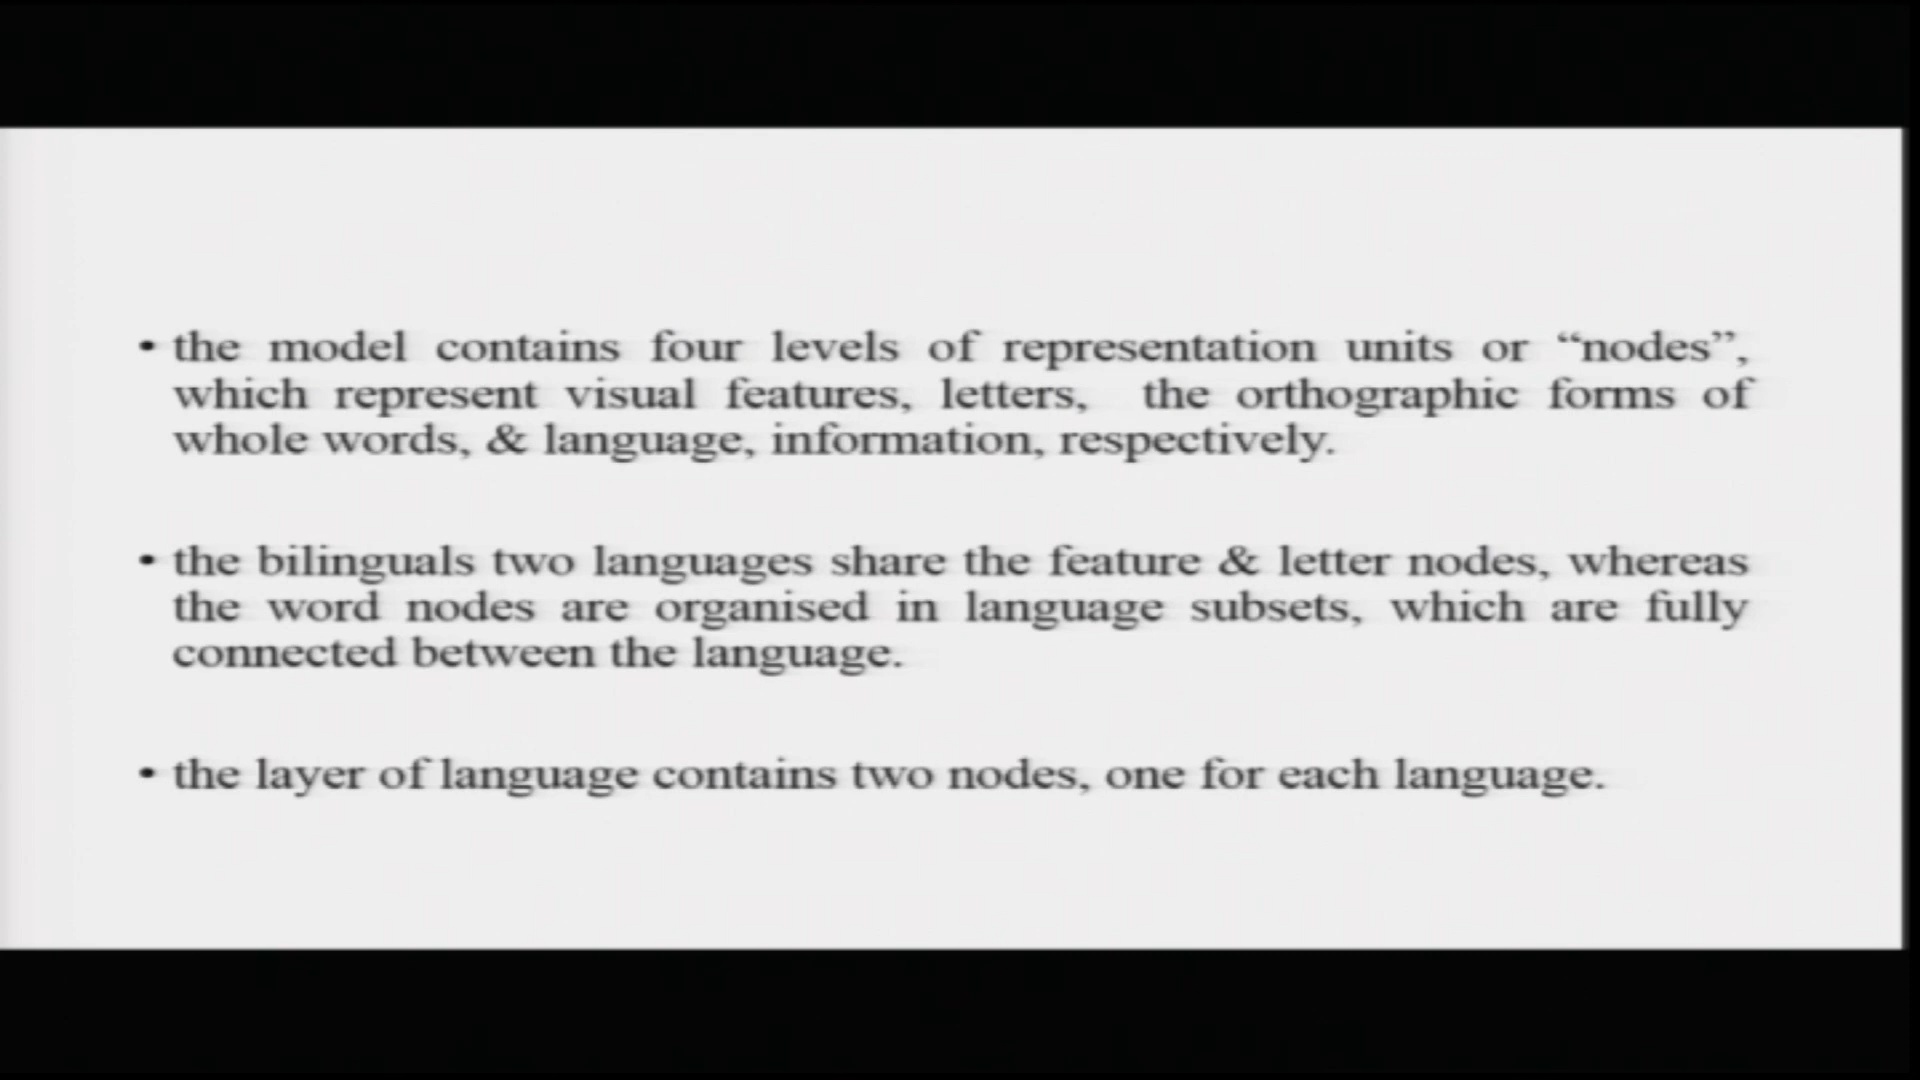 • the model contains four levels of representation units or “nodes”,
which represent visual features, letters, the orthographic forms of
whole words, & language, information, respectively.
• the bilinguals two languages share the feature & letter nodes, whereas
the word nodes are organised in language subsets, which are fully
connected between the language.
• the layer of language contains two nodes, one for each language.